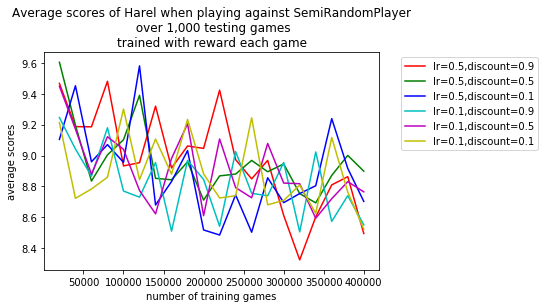 Average scores of Harel when playing against SemiRandomPlayer
over 1,000 testing games
trained with reward each game
average scores
9.6
9.4
9.2
9.0
8.8
8.6
8.4
50000
100000
150000
200000
250000
300000
350000
400000
number of training games
lr=0.5,discount=0.9
lr=0.5,discount=0.5
lr=0.5,discount=0.1
lr=0.1,discount=0.9
lr=0.1,discount=0.5
lr=0.1,discount=0.1